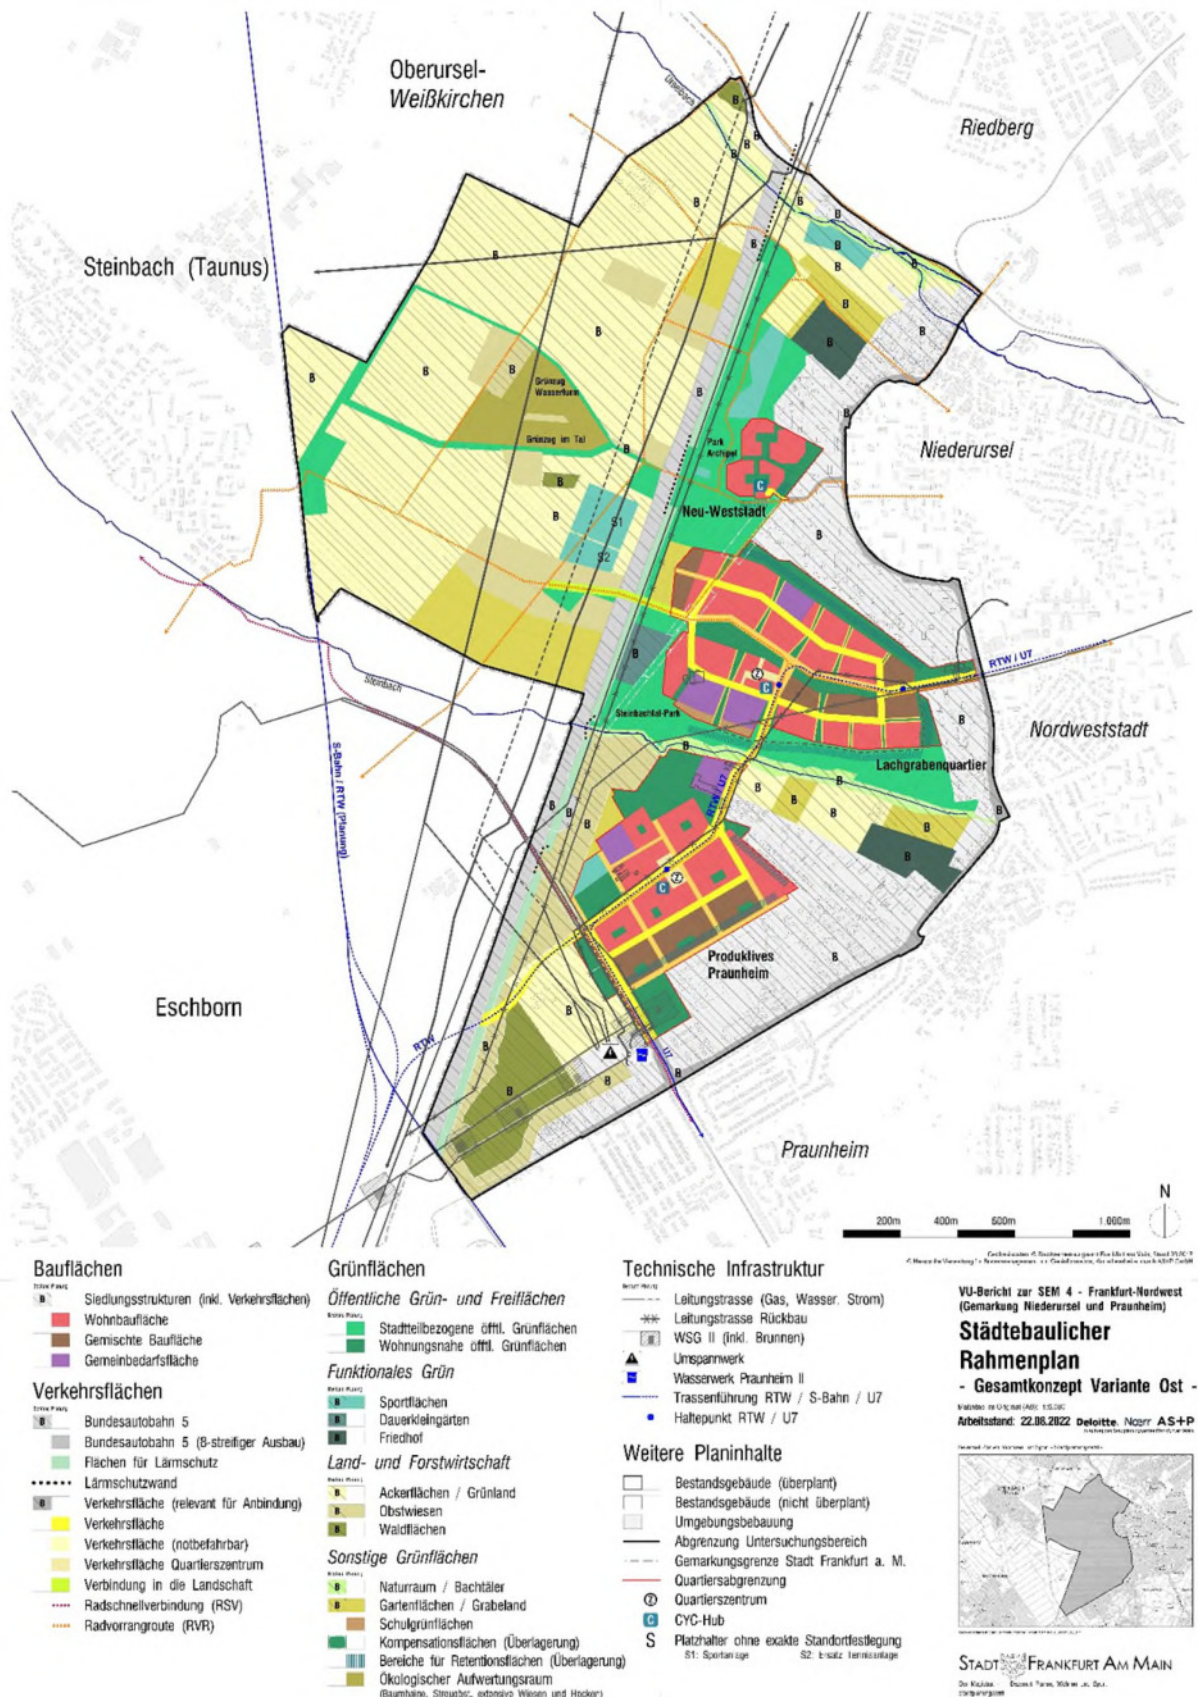 Oberursel-
Weißkirchen
Riedberg
Urselbach
Steinbach (Taunus)
Niederursel
Grünzug
Wasserturm
Grünzug im Tal
Park
Archipel
C
Neu-Weststadt
S1
S2
RTW / U7
Z
C
Steinbach
Steinbachtal-Park
Nordweststadt
Lachgrabenquartier
S-Bahn / RTW (Planung)
RTW / U7
Z
C
Produktives
Praunheim
Eschborn
RTW
U7
Praunheim
N
200m 400m 600m 1.000m
Bauflächen
B Siedlungsstrukturen (inkl. Verkehrsflächen)
Wohnbaufläche
Gemischte Baufläche
Gemeinbedarfsfläche
Verkehrsflächen
B Bundesautobahn 5
Bundesautobahn 5 (8-streifiger Ausbau)
Flächen für Lärmschutz
Lärmschutzwand
B Verkehrsfläche (relevant für Anbindung)
Verkehrsfläche
Verkehrsfläche (notbefahrbar)
Verkehrsfläche Quartierszentrum
Verbindung in die Landschaft
Radschnellverbindung (RSV)
Radvorrangroute (RVR)
Grünflächen
Öffentliche Grün- und Freiflächen
Stadtteilbezogene öfftl. Grünflächen
Wohnungsnahe öfftl. Grünflächen
Funktionales Grün
B Sportflächen
B Dauerkleingärten
B Friedhof
Land- und Forstwirtschaft
B Ackerflächen / Grünland
B Obstwiesen
B Waldflächen
Sonstige Grünflächen
B Naturraum / Bachtäler
B Gartenflächen / Grabeland
Schulgrünflächen
Kompensationsflächen (Überlagerung)
Bereiche für Retentionsflächen (Überlagerung)
Ökologischer Aufwertungsraum
(Baumhaine, Streuobst, extensive Wiesen und Hecken)
Technische Infrastruktur
Leitungstrasse (Gas, Wasser, Strom)
Leitungstrasse Rückbau
B WSG II (inkl. Brunnen)
Umspannwerk
Wasserwerk Praunheim II
Trassenführung RTW / S-Bahn / U7
Haltepunkt RTW / U7
Weitere Planinhalte
Bestandsgebäude (überplant)
Bestandsgebäude (nicht überplant)
Umgebungsbebauung
Abgrenzung Untersuchungsbereich
Gemarkungsgrenze Stadt Frankfurt a. M.
Quartiersabgrenzung
Z Quartierszentrum
C CYC-Hub
S Platzhalter ohne exakte Standortfestlegung
S1: Sportanlage S2: Ersatz Tennisanlage
VU-Bericht zur SEM 4 - Frankfurt-Nordwest
(Gemarkung Niederursel und Praunheim)
Städtebaulicher
Rahmenplan
- Gesamtkonzept Variante Ost -
Arbeitsstand: 22.08.2022 Deloitte. Noerr AS+P
STADT FRANKFURT AM MAIN